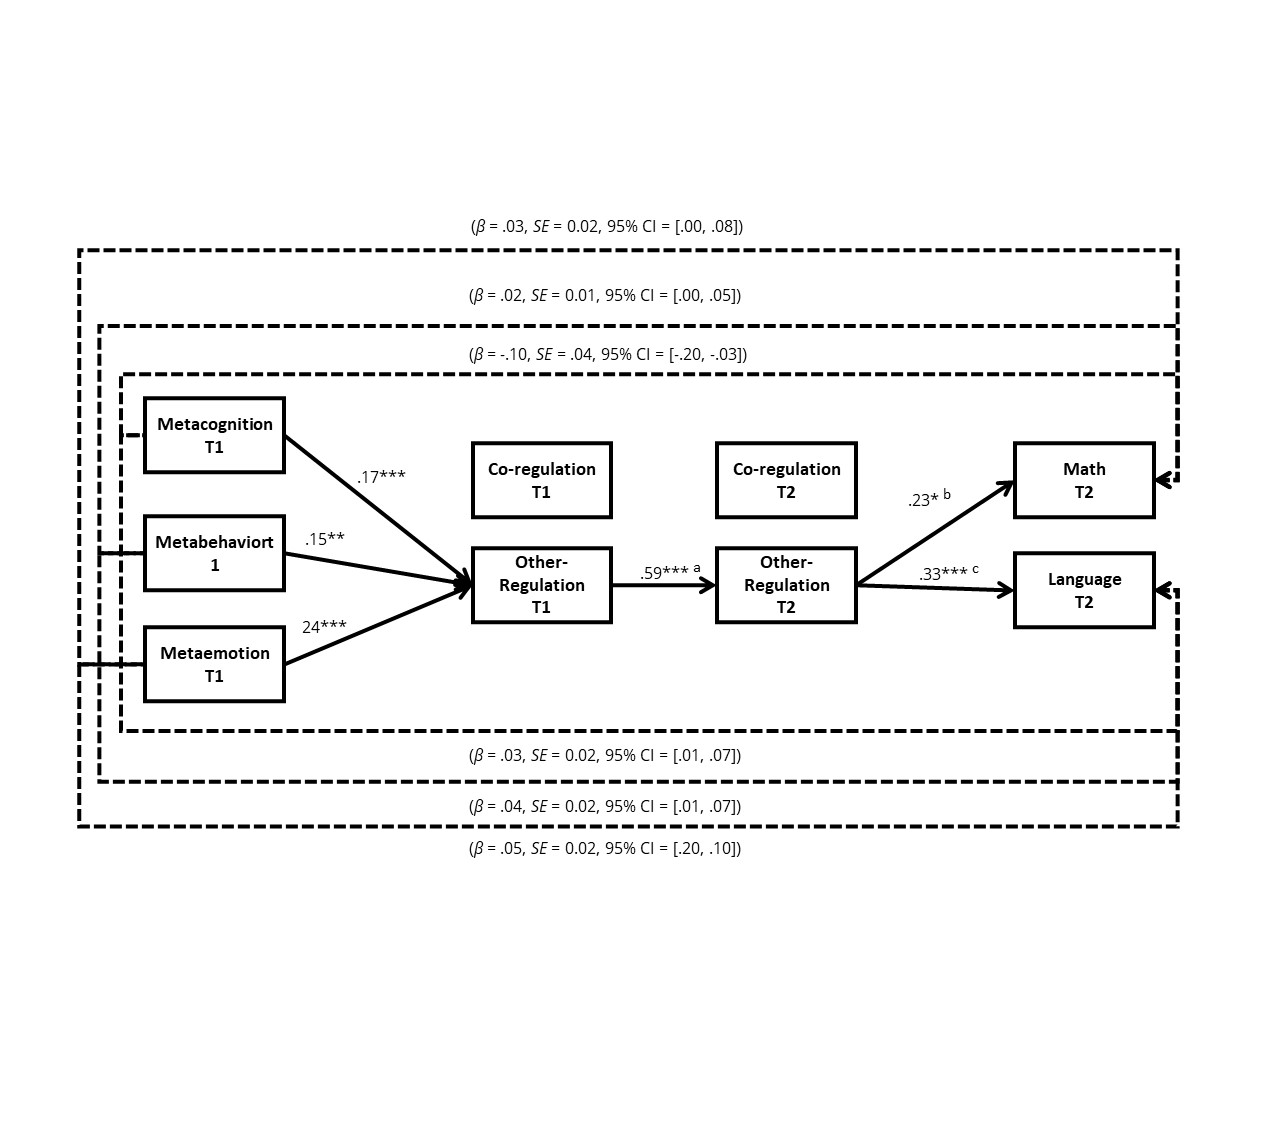 (β = .03, SE = 0.02, 95% CI = [.00, .08])
(β = .02, SE = 0.01, 95% CI = [.00, .05])
(β = -.10, SE = .04, 95% CI = [-.20, -.03])
Metacognition
T1
.17***
Co-regulation
T1
Co-regulation
T2
.23* b
Math
T2
Metabehaviort
1
.15**
Other-
Regulation
T1
.59*** a
Other-
Regulation
T2
.33*** c
Language
T2
24***
Metaemotion
T1
(β = .03, SE = 0.02, 95% CI = [.01, .07])
(β = .04, SE = 0.02, 95% CI = [.01, .07])
(β = .05, SE = 0.02, 95% CI = [.20, .10])